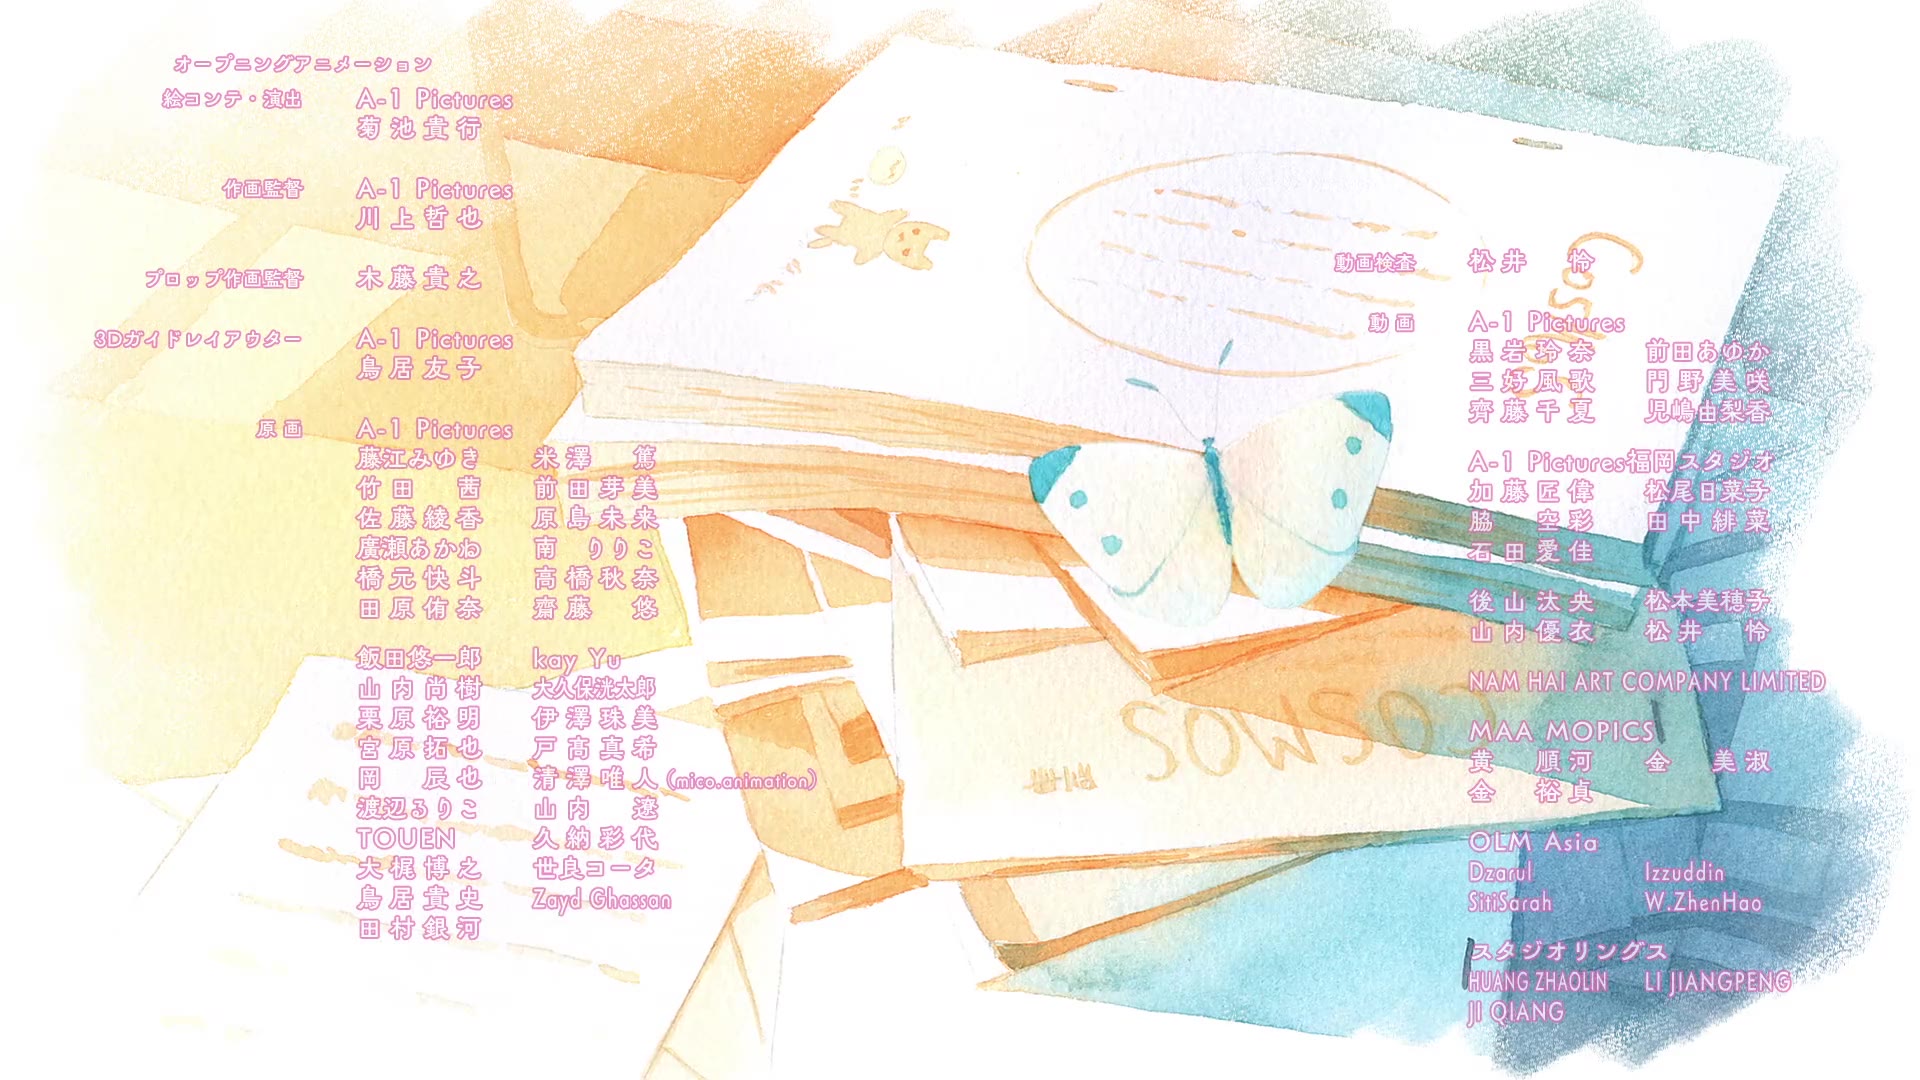 オープニングアニメーション
絵コンテ・演出 A-1 Pictures
菊池貴行
作画監督 A-1 Pictures
川上哲也
プロップ作画監督 木藤貴之
3Dガイドレイアウター A-1 Pictures
鳥居友子
原画 A-1 Pictures
藤江みゆき 米澤 篤
竹田 茜 前田芽美
佐藤綾香 原島未来
廣瀬あかね 南 りりこ
橋元快斗 高橋秋奈
田原侑奈 齋藤 悠
飯田悠一郎 kay Yu
山内尚樹 大久保洸太郎
栗原裕明 伊澤珠美
宮原拓也 戸髙真希
岡 辰也 清澤唯人(mico.animation)
渡辺るりこ 山内 遼
TOUEN 久納彩代
大梶博之 世良コータ
鳥居貴史 Zayd Ghassan
田村銀河
動画検査 松井 怜
動画 A-1 Pictures
黒岩玲奈 前田あゆか
三好風歌 門野美咲
齊藤千夏 児嶋由梨香
A-1 Pictures福岡スタジオ
加藤匠偉 松尾日菜子
脇 空彩 田中緋菜
石田愛佳
後山汰央 松本美穂子
山内優衣 松井 怜
NAM HAI ART COMPANY LIMITED
MAA MOPICS
黄 順河 金 美淑
金 裕貞
OLM Asia
Dzarul Izzuddin
SitiSarah W.ZhenHao
スタジオリングス
HUANG ZHAOLIN LI JIANGPENG
JI QIANG
COSMOS